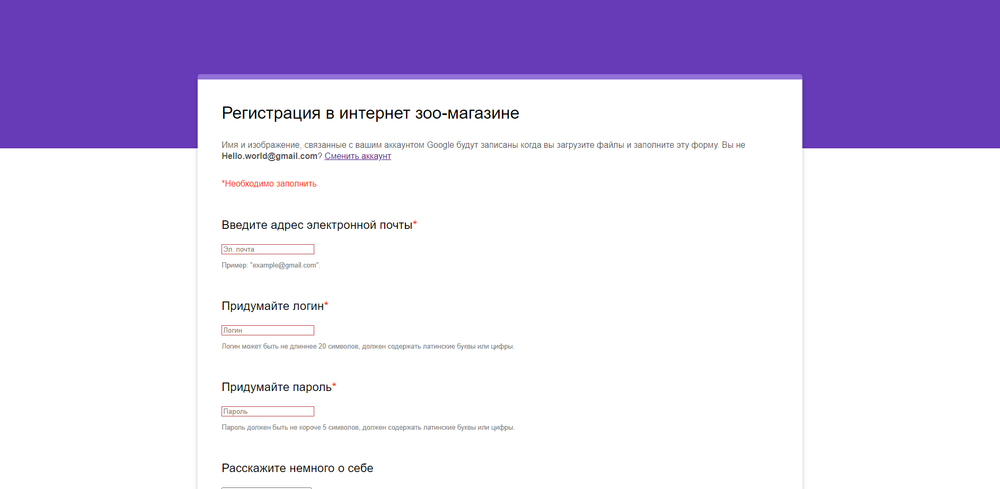 Регистрация в интернет зоо-магазине
Имя и изображение, связанные с вашим аккаунтом Google будут записаны когда вы загрузите файлы и заполните эту форму. Вы не
Hello.world@gmail.com? Сменить аккаунт
*Необходимо заполнить
Введите адрес электронной почты*
Эл. почта
Пример: "example@gmail.com".
Придумайте логин*
Логин
Логин может быть не длиннее 20 символов, должен содержать латинские буквы или цифры.
Придумайте пароль*
Пароль
Пароль должен быть не короче 5 символов, должен содержать латинские буквы или цифры.
Расскажите немного о себе